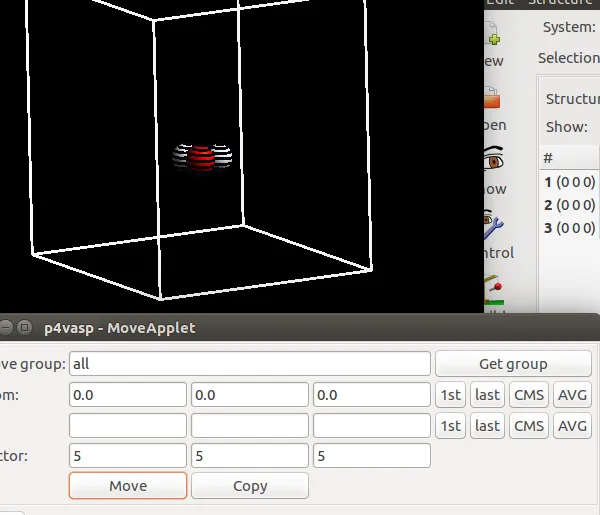 Edit Structure
System:
ew
Selection
pen
Structur
Show:
ow
#
1 (0 0 0)
2 (0 0 0)
3 (0 0 0)
ntrol
p4vasp - MoveApplet
ve group: all Get group
om: 0.0 0.0 0.0 1st last CMS AVG
1st last CMS AVG
ctor: 5 5 5
Move Copy